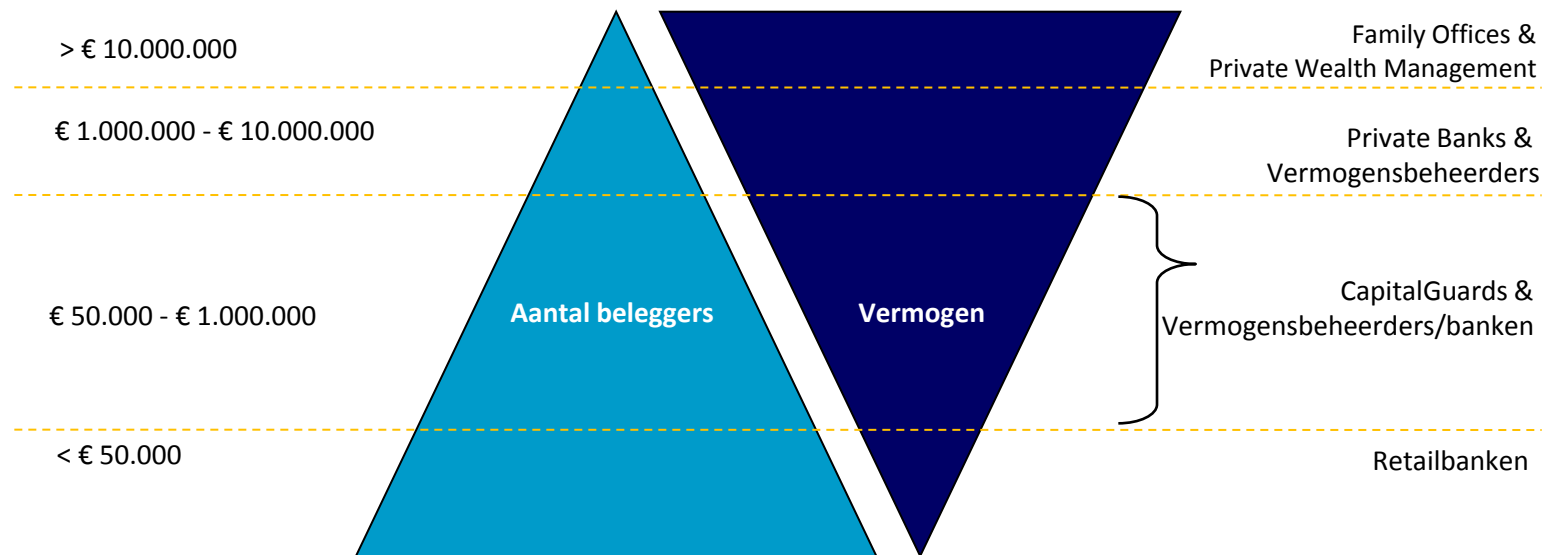 > € 10.000.000
Family Offices &
Private Wealth Management
€ 1.000.000 - € 10.000.000
Private Banks &
Vermogensbeheerders
€ 50.000 - € 1.000.000
Aantal beleggers
Vermogen
CapitalGuards &
Vermogensbeheerders/banken
< € 50.000
Retailbanken